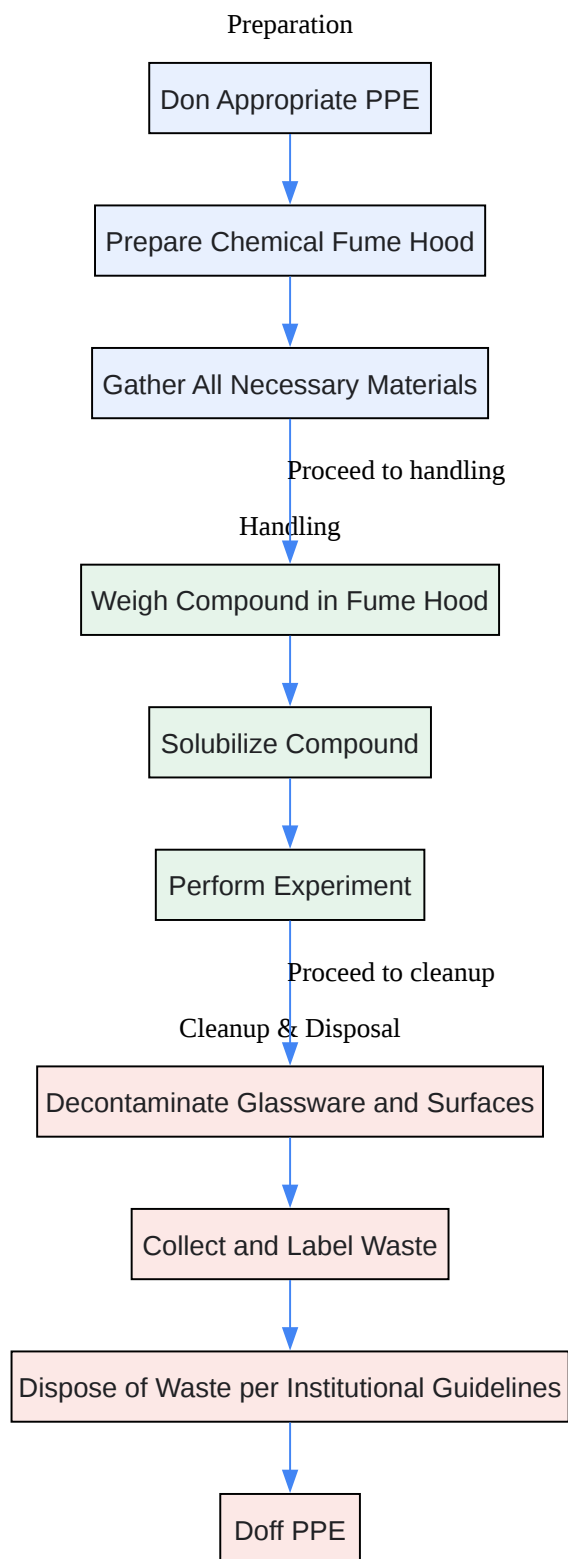 Preparation
Don Appropriate PPE
Prepare Chemical Fume Hood
Gather All Necessary Materials
Proceed to handling
Handling
Weigh Compound in Fume Hood
Solubilize Compound
Perform Experiment
Proceed to cleanup
Cleanup & Disposal
Decontaminate Glassware and Surfaces
Collect and Label Waste
Dispose of Waste per Institutional Guidelines
Doff PPE